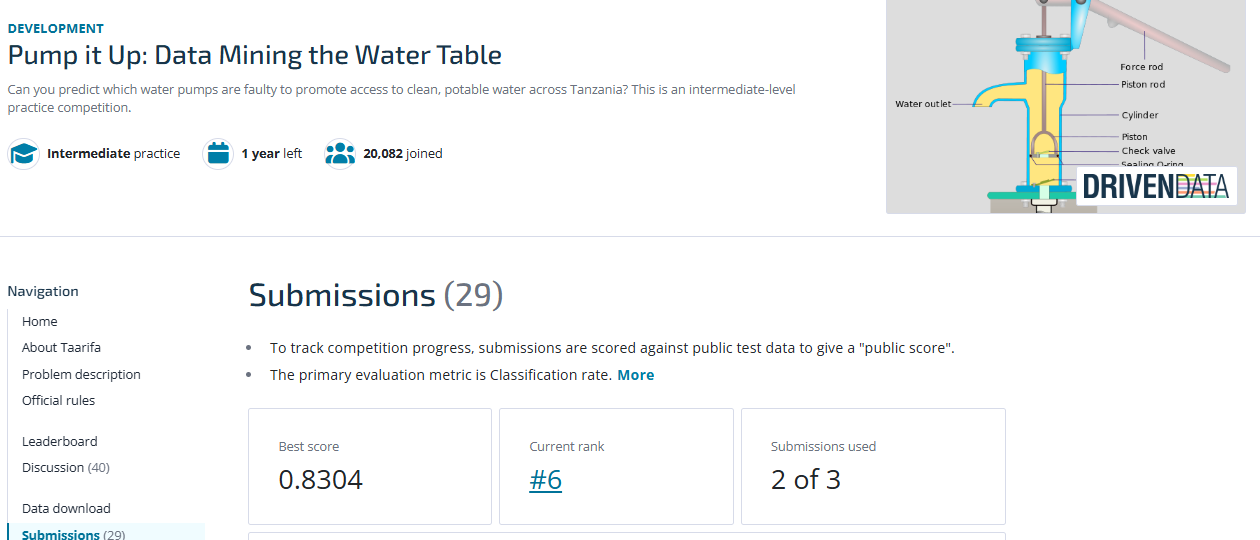 DEVELOPMENT
Pump it Up: Data Mining the Water Table
Can you predict which water pumps are faulty to promote access to clean, potable water across Tanzania? This is an intermediate-level
practice competition.
Intermediate practice
1 year left
20,082 joined
Force rod
Piston rod
Water outlet
Cylinder
Piston
Check valve
Sealing O-ring
DRIVENDATA
Navigation
Home
About Taarifa
Problem description
Official rules
Leaderboard
Discussion (40)
Data download
Submissions (29)
Submissions (29)
To track competition progress, submissions are scored against public test data to give a "public score".
The primary evaluation metric is Classification rate. More
Best score
0.8304
Current rank
#6
Submissions used
2 of 3